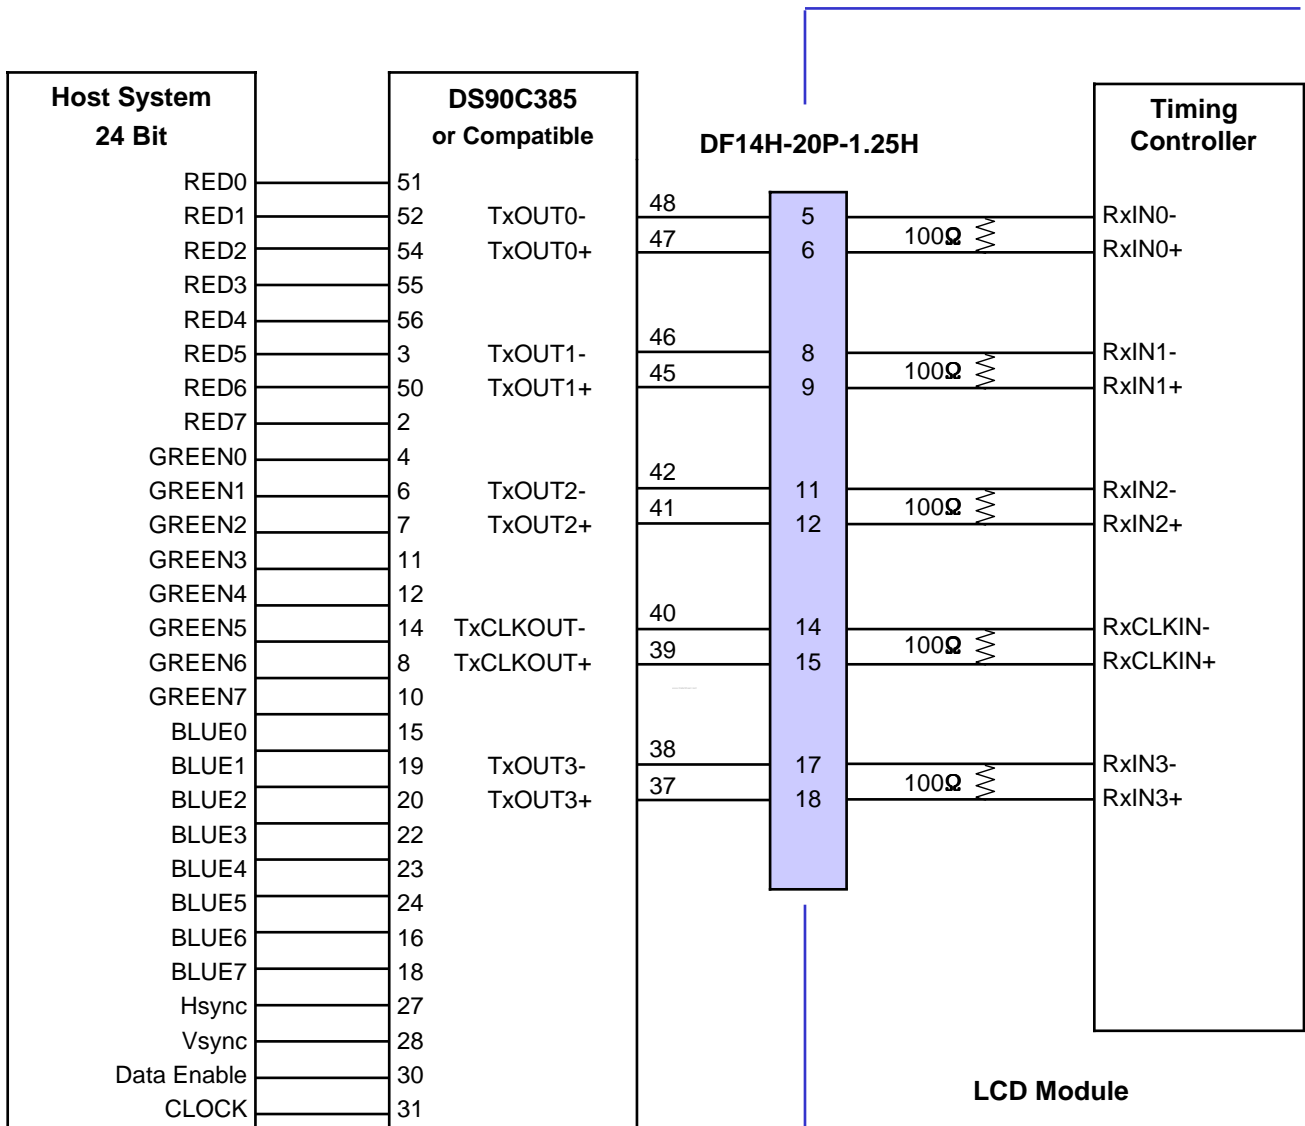 Host System
24 Bit
DS90C385
or Compatible
DF14H-20P-1.25H
Timing
Controller
RED0 51
RED1 52 TxOUT0- 48 5 RxIN0-
100Ω
RED2 54 TxOUT0+ 47 6 RxIN0+
RED3 55
RED4 56
RED5 3 TxOUT1- 46 8 RxIN1-
100Ω
RED6 50 TxOUT1+ 45 9 RxIN1+
RED7 2
GREEN0 4
GREEN1 6 TxOUT2- 42 11 RxIN2-
100Ω
GREEN2 7 TxOUT2+ 41 12 RxIN2+
GREEN3 11
GREEN4 12
GREEN5 14 TxCLKOUT- 40 14 RxCLKIN-
100Ω
GREEN6 8 TxCLKOUT+ 39 15 RxCLKIN+
GREEN7 10
BLUE0 15
BLUE1 19 TxOUT3- 38 17 RxIN3-
100Ω
BLUE2 20 TxOUT3+ 37 18 RxIN3+
BLUE3 22
BLUE4 23
BLUE5 24
BLUE6 16
BLUE7 18
Hsync 27
Vsync 28
Data Enable 30
CLOCK 31
LCD Module